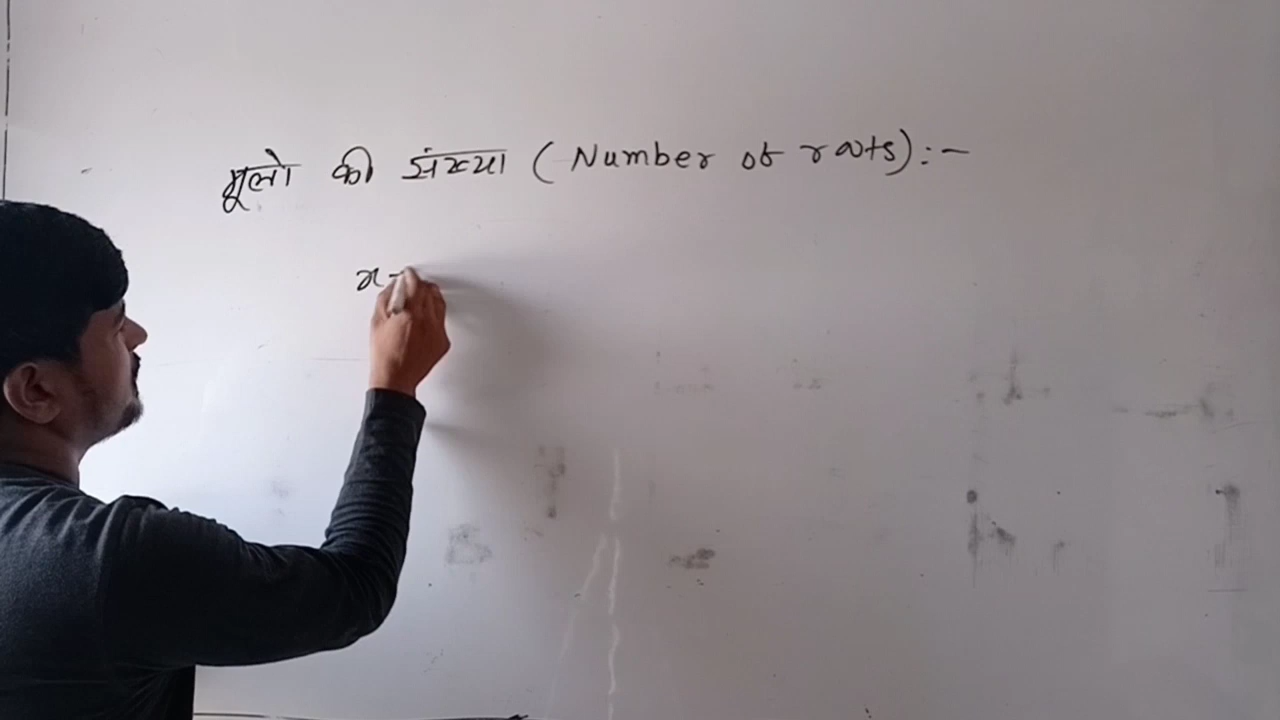 मूलो की संख्या (Number of roots):-
x